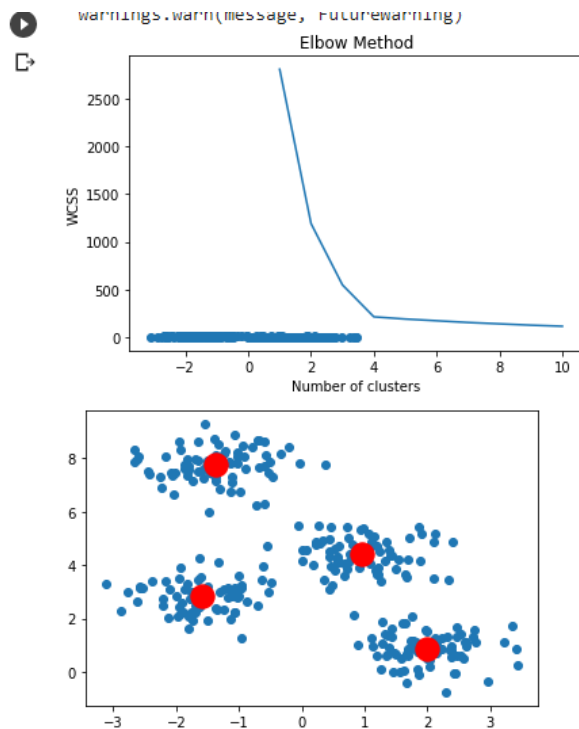 warnings.warn(message, FutureWarning)
Elbow Method
2500
2000
1500
1000
500
0
WCSS
−2 0 2 4 6 8 10
Number of clusters
8
6
4
2
0
−3 −2 −1 0 1 2 3